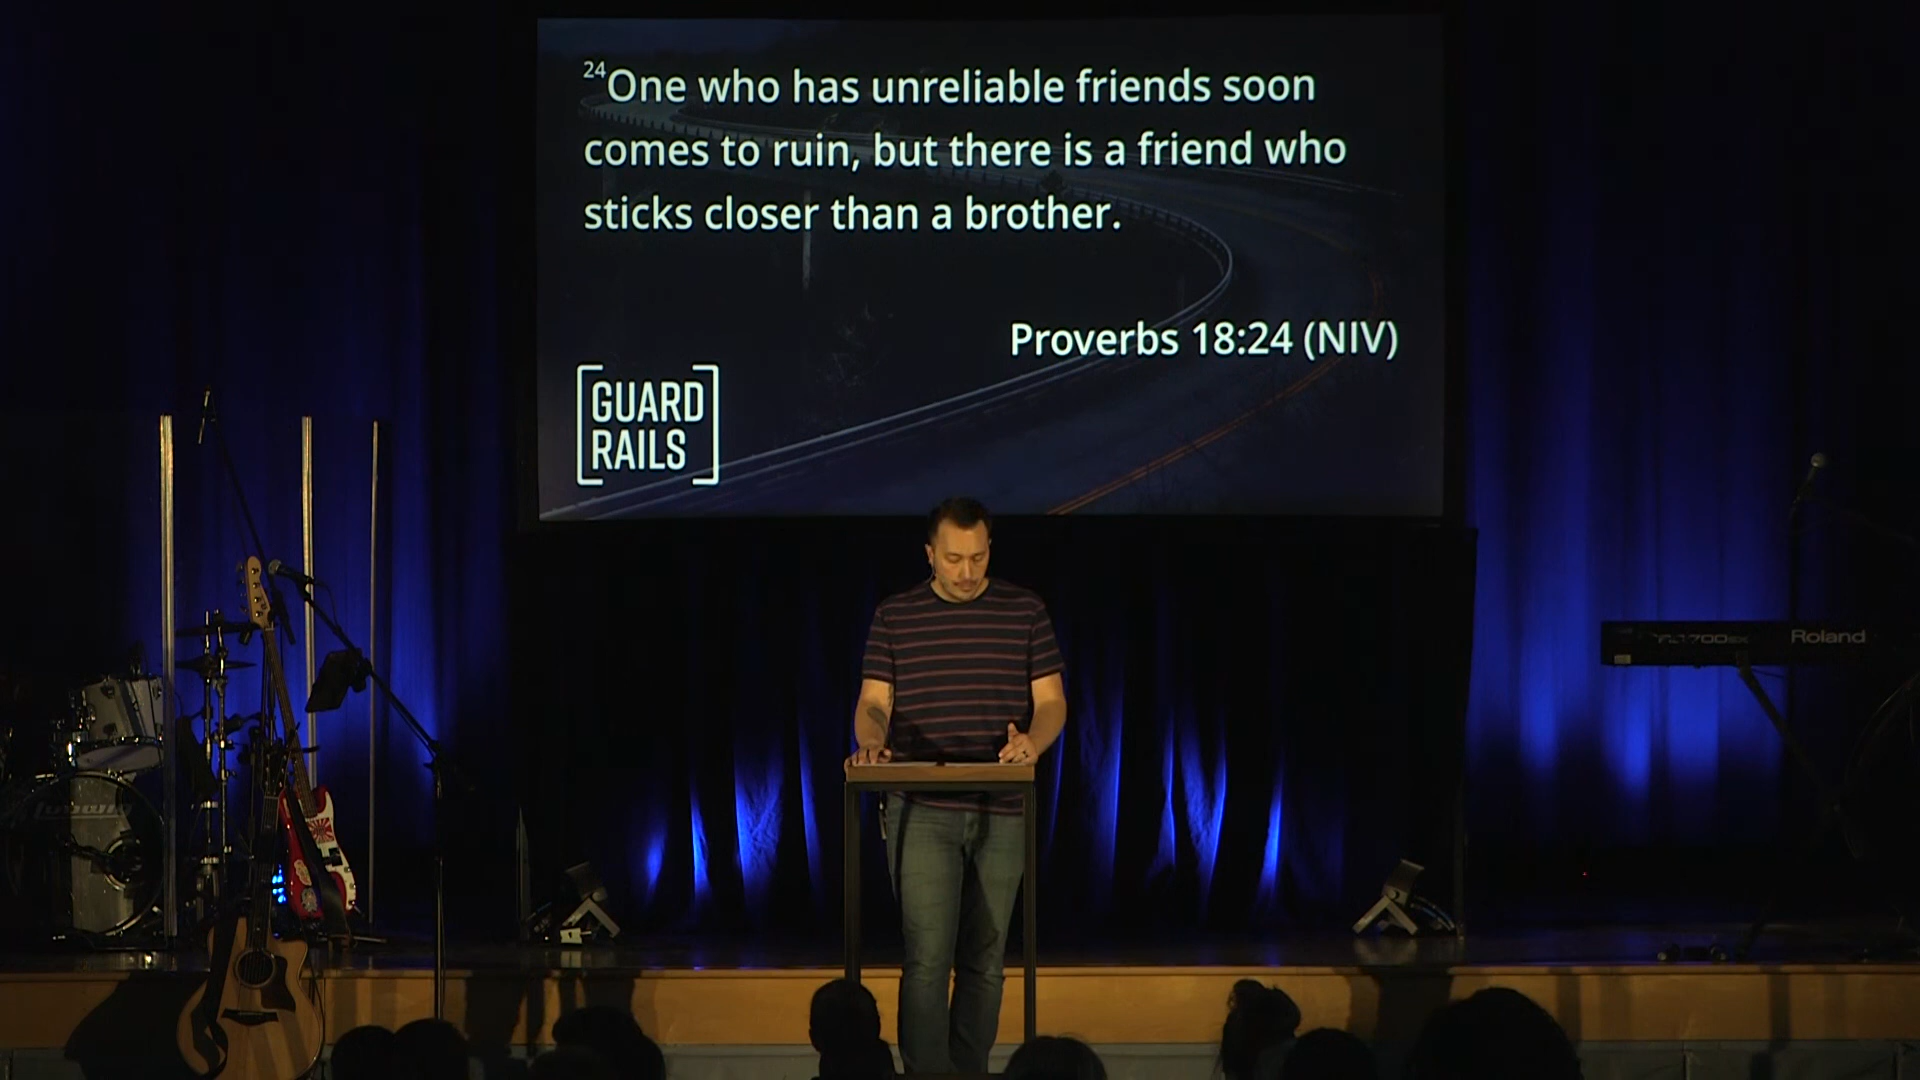 24One who has unreliable friends soon
comes to ruin, but there is a friend who
sticks closer than a brother.
Proverbs 18:24 (NIV)
GUARD
RAILS
Roland